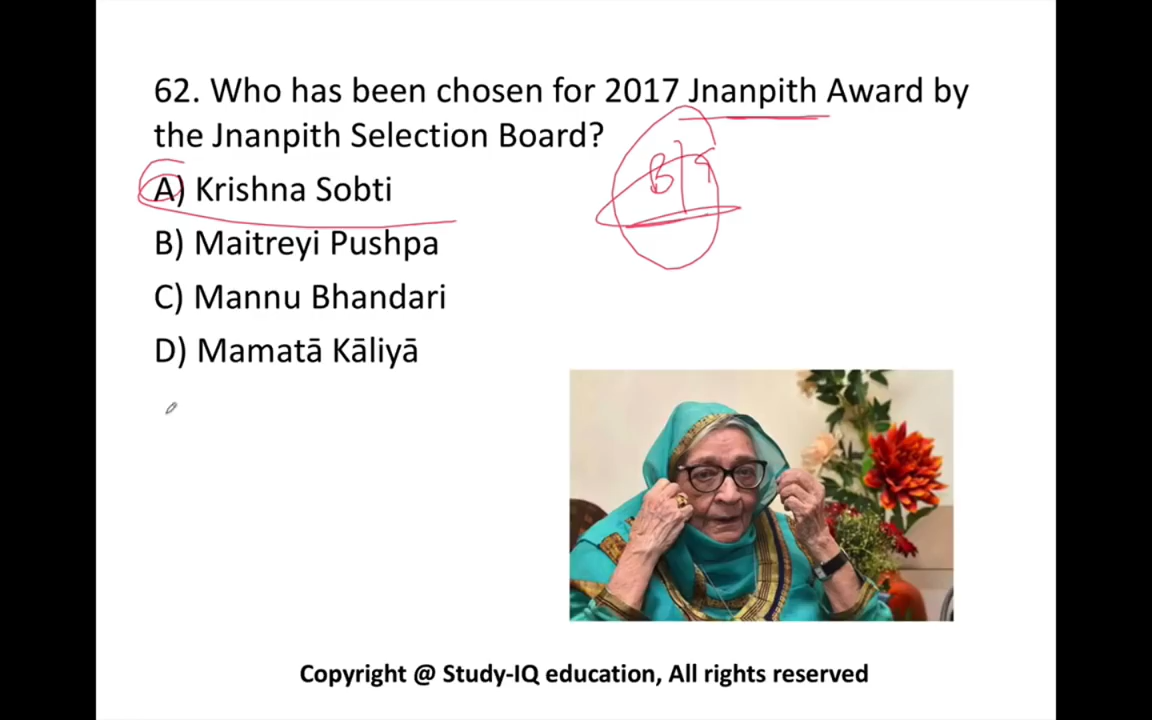 62. Who has been chosen for 2017 Jnanpith Award by
the Jnanpith Selection Board?
A) Krishna Sobti
B) Maitreyi Pushpa
C) Mannu Bhandari
D) Mamatā Kāliyā
Copyright @ Study-IQ education, All rights reserved